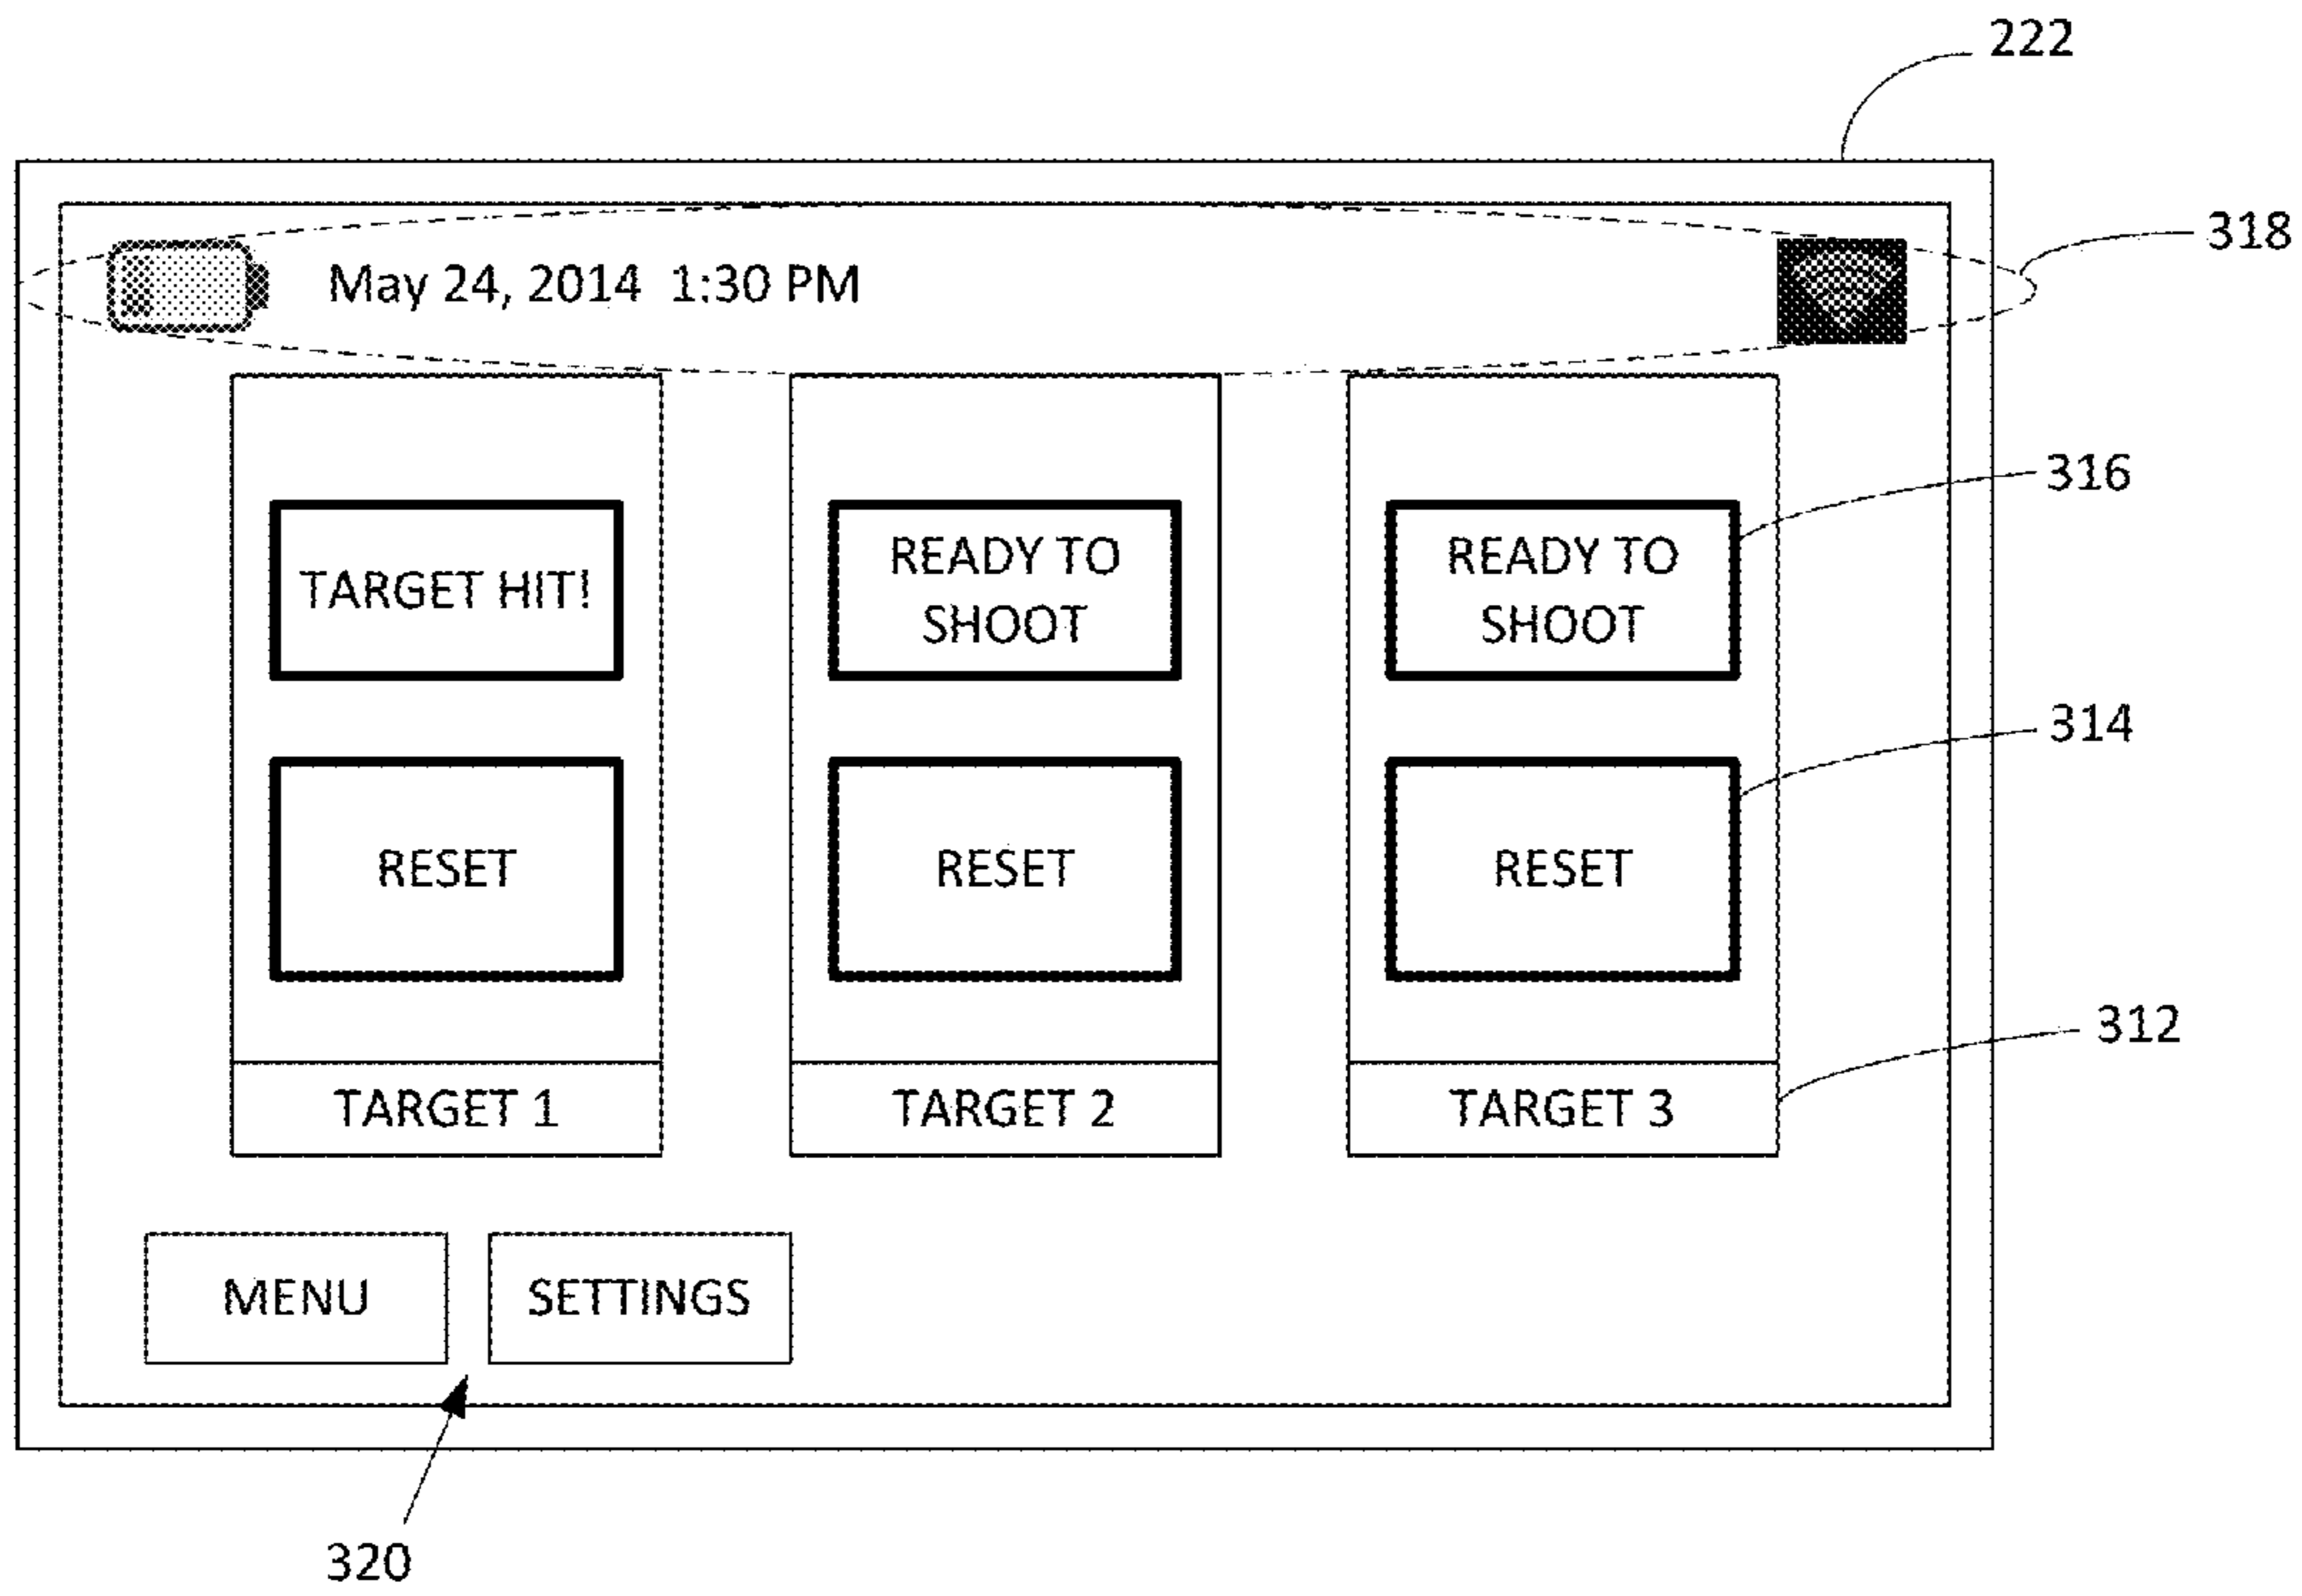 222
318
May 24, 2014 1:30 PM
316
TARGET HIT!
READY TO
SHOOT
READY TO
SHOOT
314
RESET
RESET
RESET
312
TARGET 1
TARGET 2
TARGET 3
MENU
SETTINGS
320